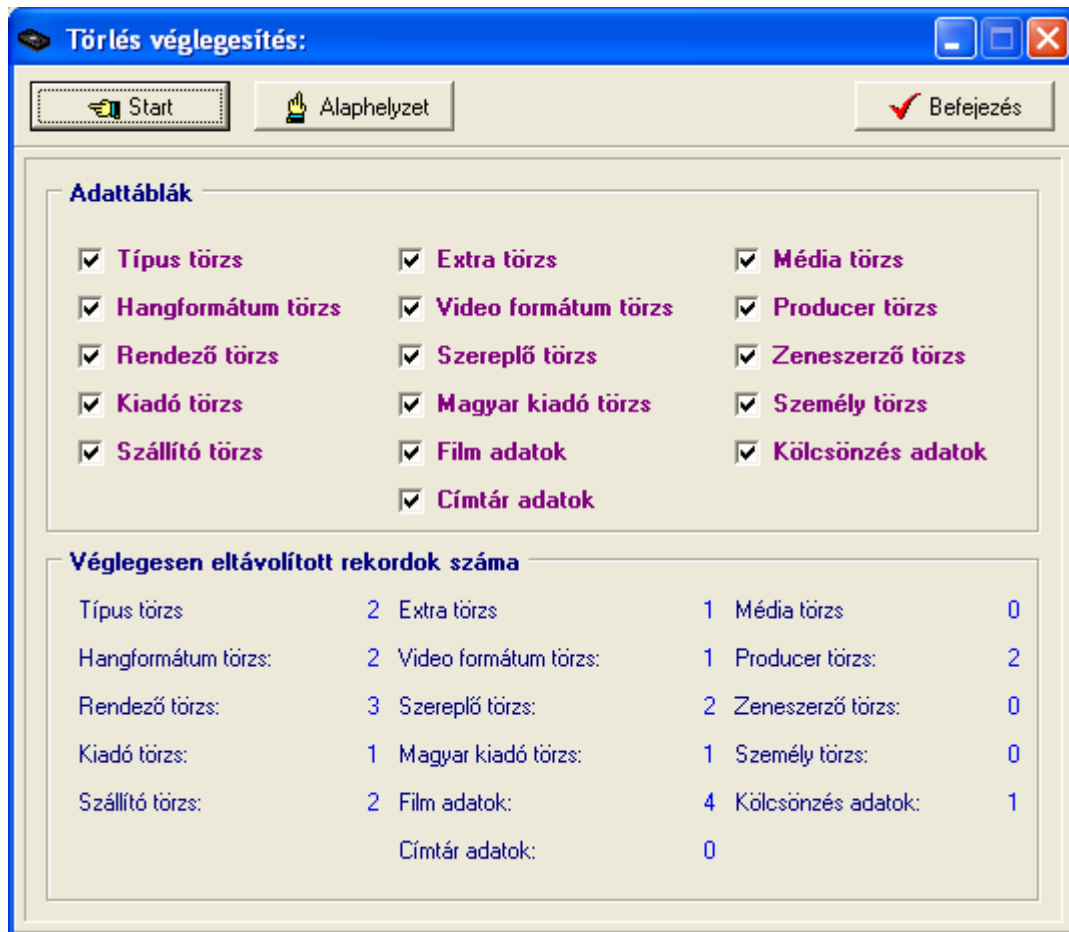 Törlés véglegesítés:
Start Alaphelyzet Befejezés
Adattáblák
Típus törzs Extra törzs Média törzs
Hangformátum törzs Video formátum törzs Producer törzs
Rendező törzs Szereplő törzs Zeneszerző törzs
Kiadó törzs Magyar kiadó törzs Személy törzs
Szállító törzs Film adatok Kölcsönzés adatok
Címtár adatok
Véglegesen eltávolított rekordok száma
Típus törzs 2 Extra törzs 1 Média törzs 0
Hangformátum törzs: 2 Video formátum törzs: 1 Producer törzs: 2
Rendező törzs: 3 Szereplő törzs: 2 Zeneszerző törzs: 0
Kiadó törzs: 1 Magyar kiadó törzs: 1 Személy törzs: 0
Szállító törzs: 2 Film adatok: 4 Kölcsönzés adatok: 1
Címtár adatok: 0